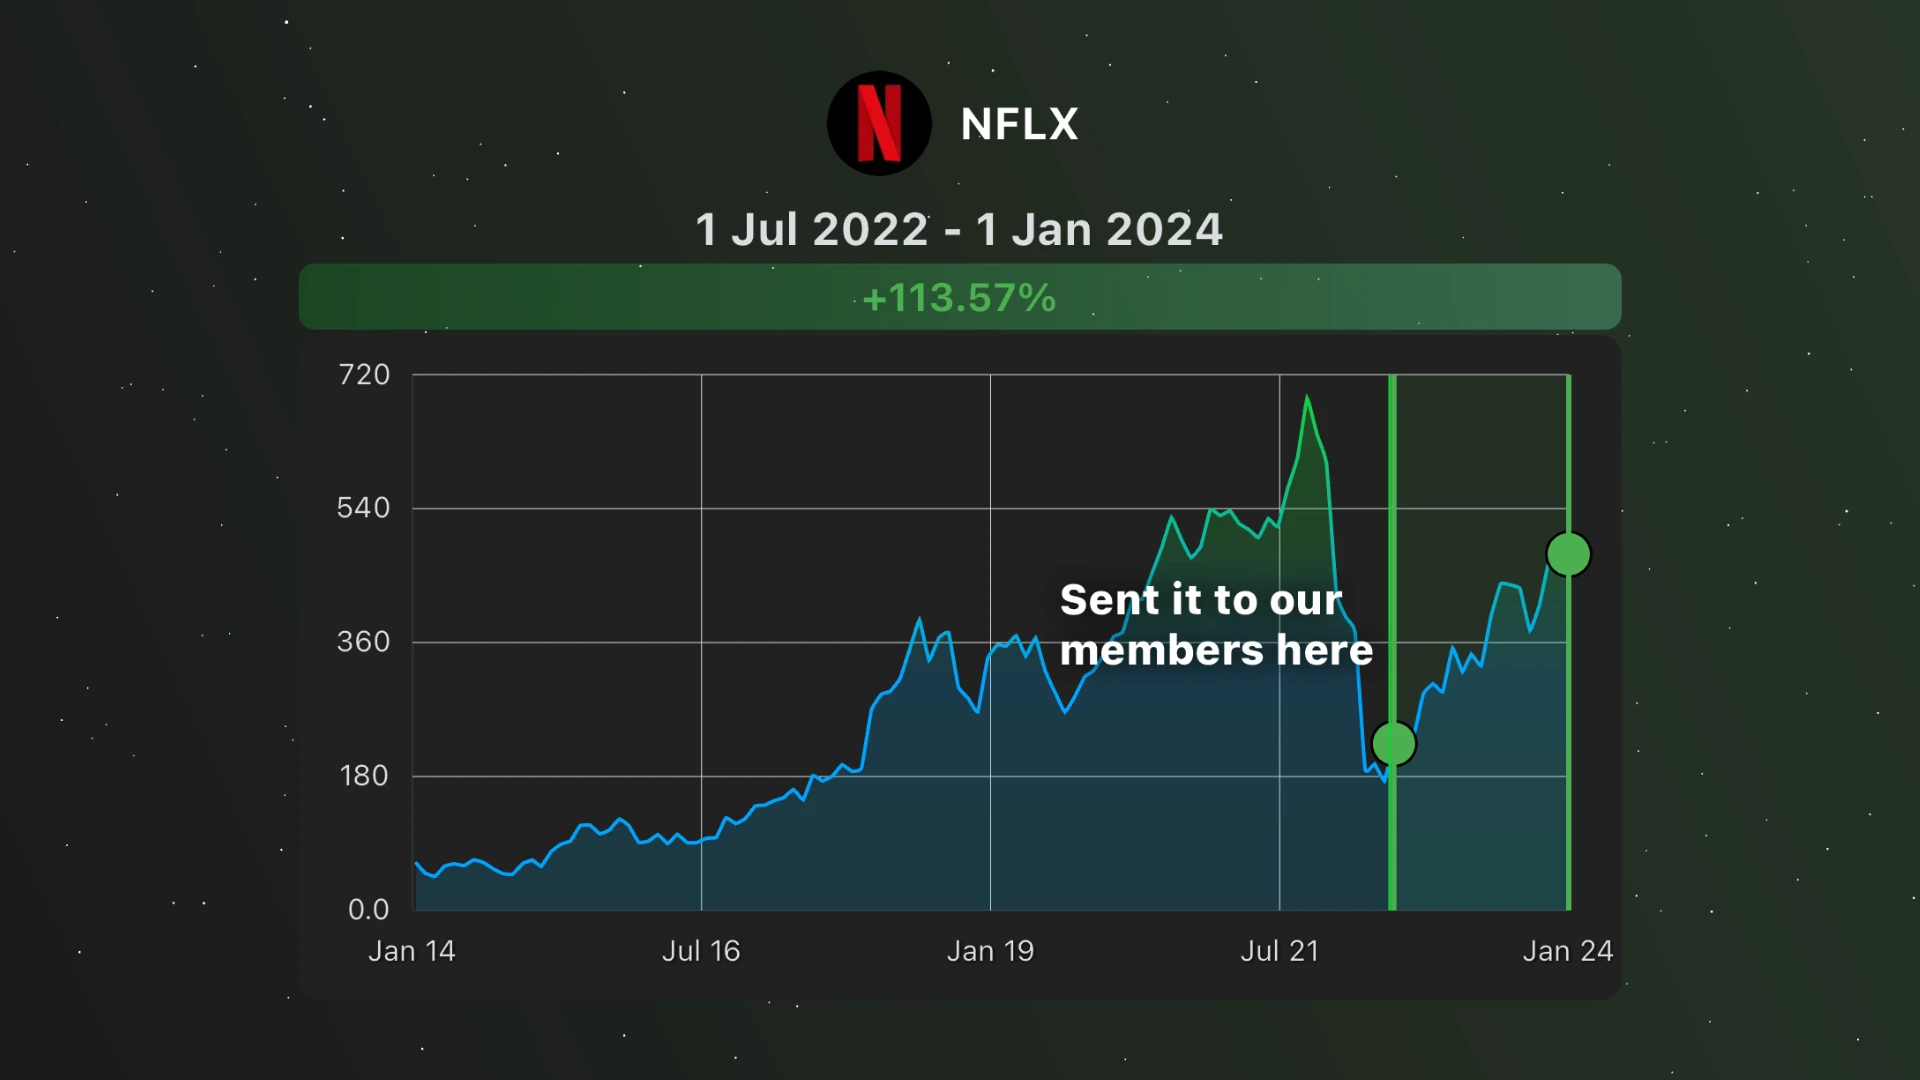 N NFLX
1 Jul 2022 - 1 Jan 2024
+113.57%
720
540
360
180
0.0
Sent it to our
members here
Jan 14 Jul 16 Jan 19 Jul 21 Jan 24